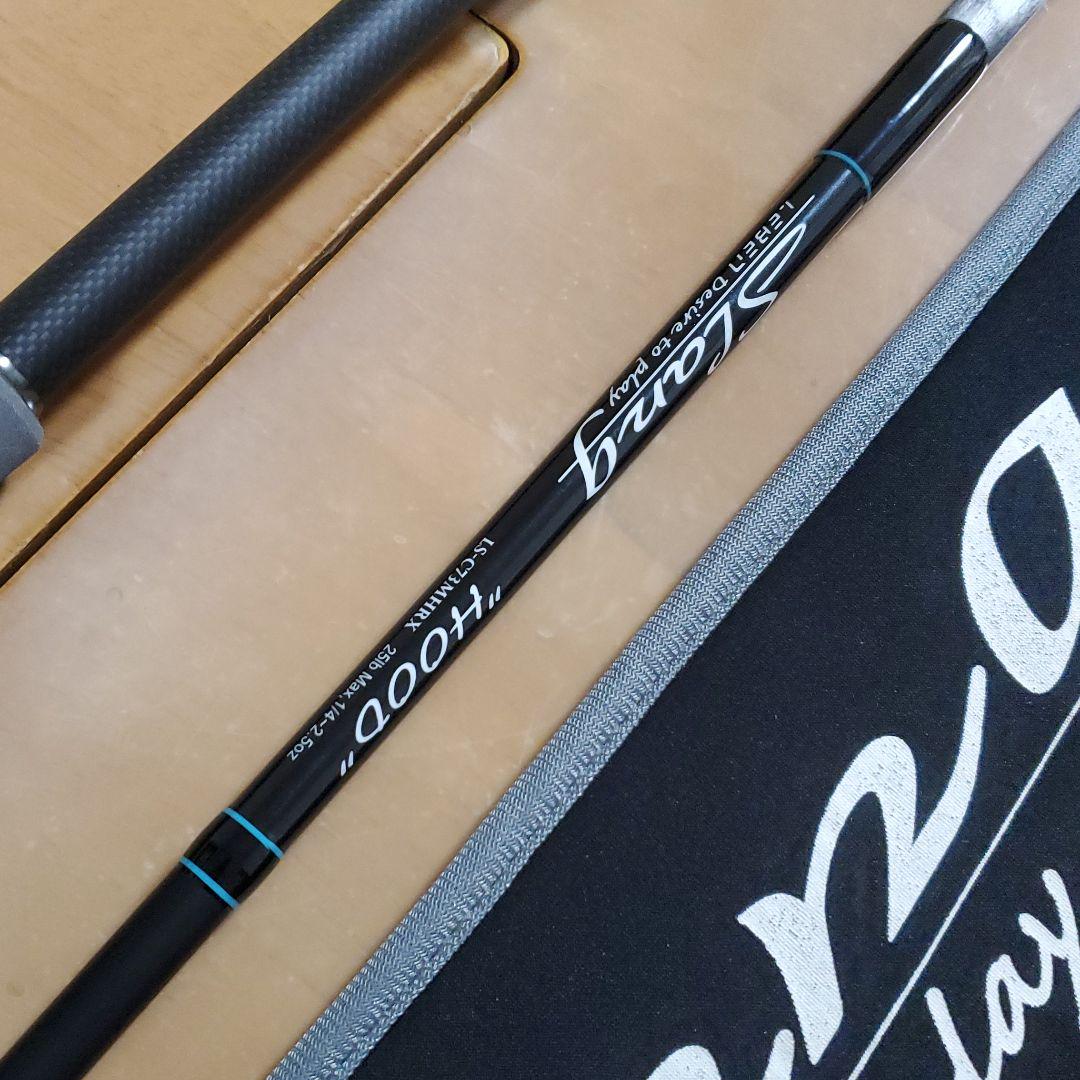 LEBEN Desire to play
Slang
"HOOD"
LS-C73MHRX 25lb Max, 1/4~2.5oz